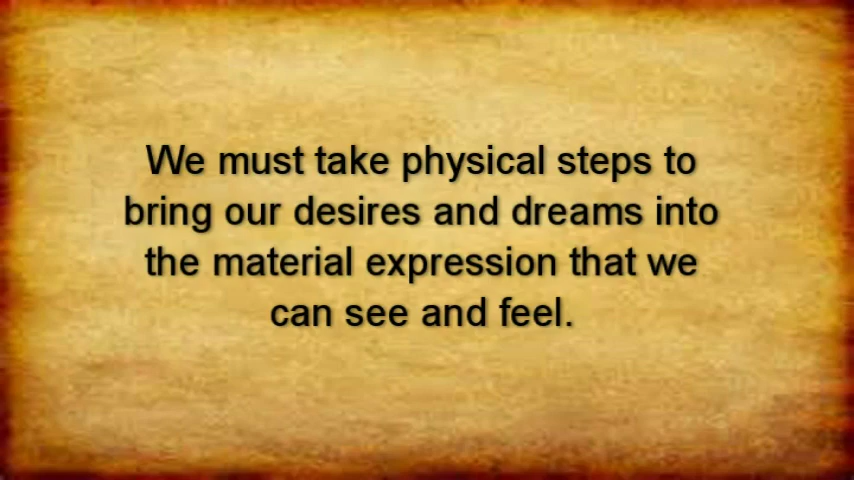 We must take physical steps to
bring our desires and dreams into
the material expression that we
can see and feel.